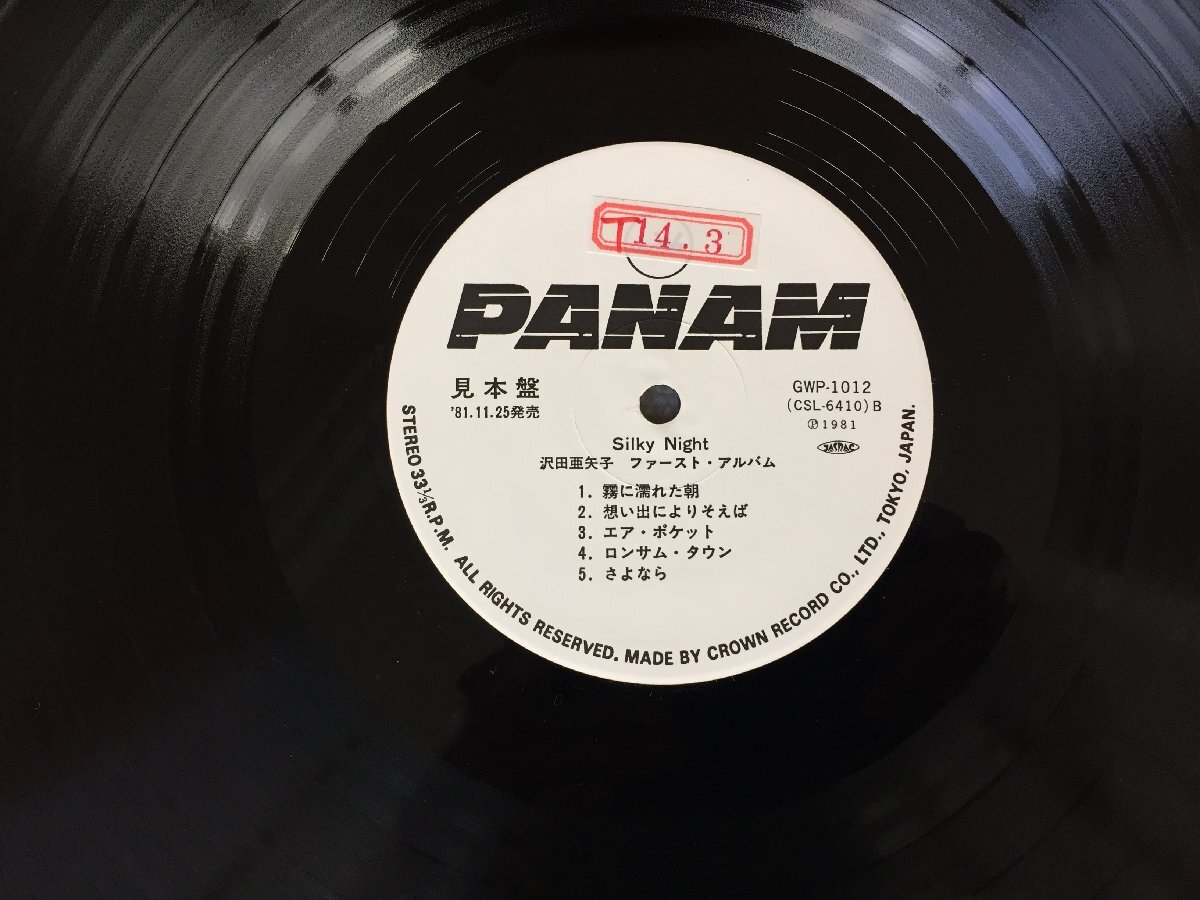 T14.3
PANAM
見本盤
'81.11.25発売
GWP-1012
(CSL-6410)B
Ⓟ1981
JASRAC
Silky Night
沢田亜矢子 ファースト・アルバム
1. 霧に濡れた朝
2. 想い出によりそえば
3. エア・ポケット
4. ロンサム・タウン
5. さよなら
STEREO 33⅓R.P.M. ALL RIGHTS RESERVED. MADE BY CROWN RECORD CO., LTD., TOKYO, JAPAN.